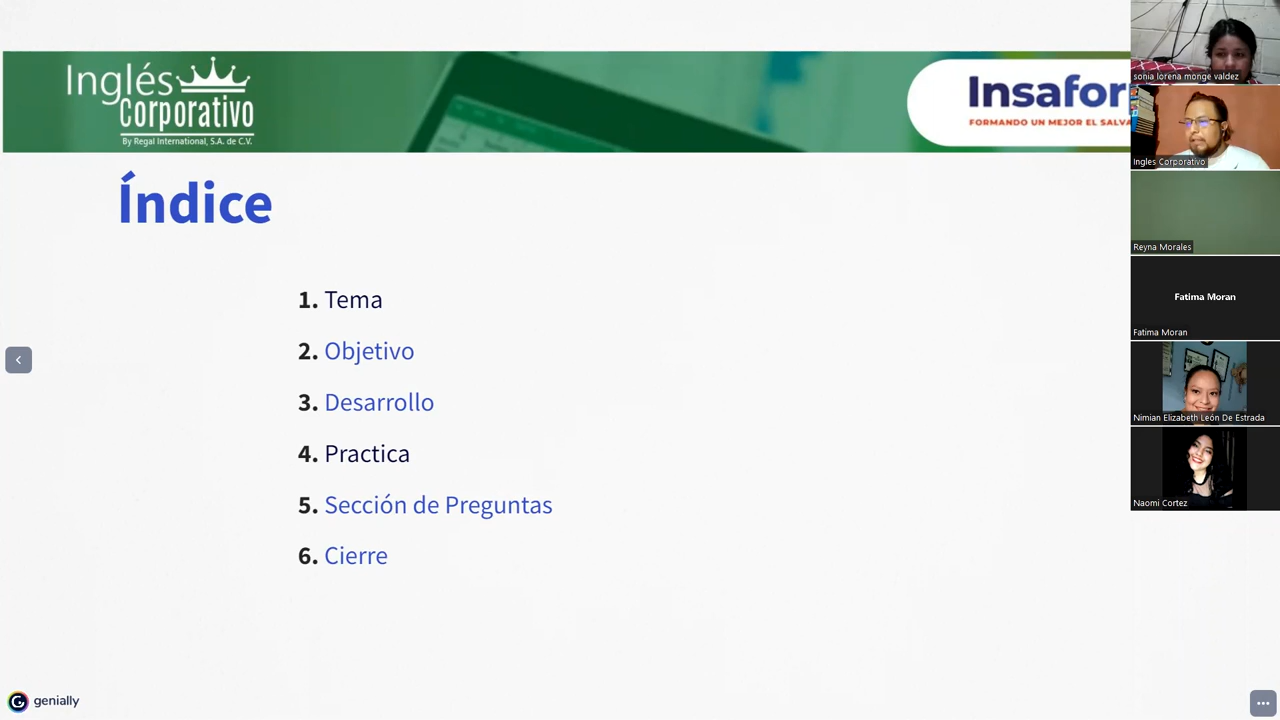 Inglés
Corporativo
By Regal International, S.A. de C.V.
Insafor
FORMANDO UN MEJOR EL SALVA
Índice
1. Tema
2. Objetivo
3. Desarrollo
4. Practica
5. Sección de Preguntas
6. Cierre
genially
sonia lorena monge valdez
Ingles Corporativo
Reyna Morales
Fatima Moran
Fatima Moran
Nimian Elizabeth León De Estrada
Naomi Cortez